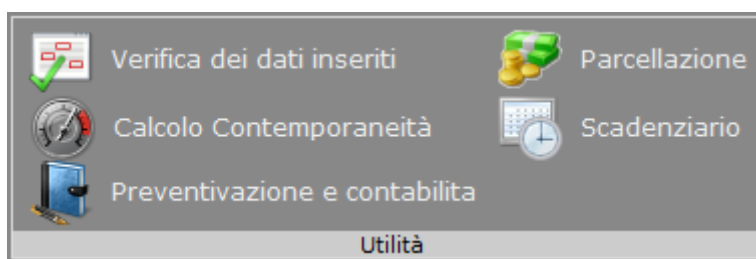 Verifica dei dati inseriti
Parcellazione
Calcolo Contemporaneità
Scadenziario
Preventivazione e contabilita
Utilità